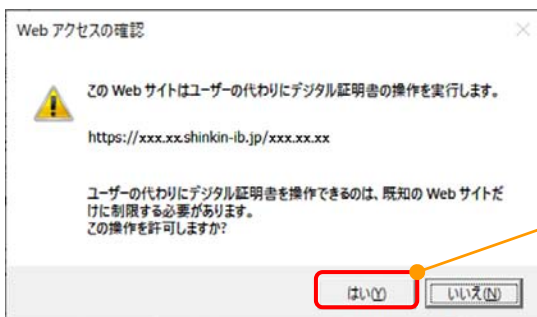 Web アクセスの確認
この Web サイトはユーザーの代わりにデジタル証明書の操作を実行します。
https://xxx.xx.shinkin-ib.jp/xxx.xx.xx
ユーザーの代わりにデジタル証明書を操作できるのは、既知の Web サイトだ
けに制限する必要があります。
この操作を許可しますか?
はい(Y) いいえ(N)